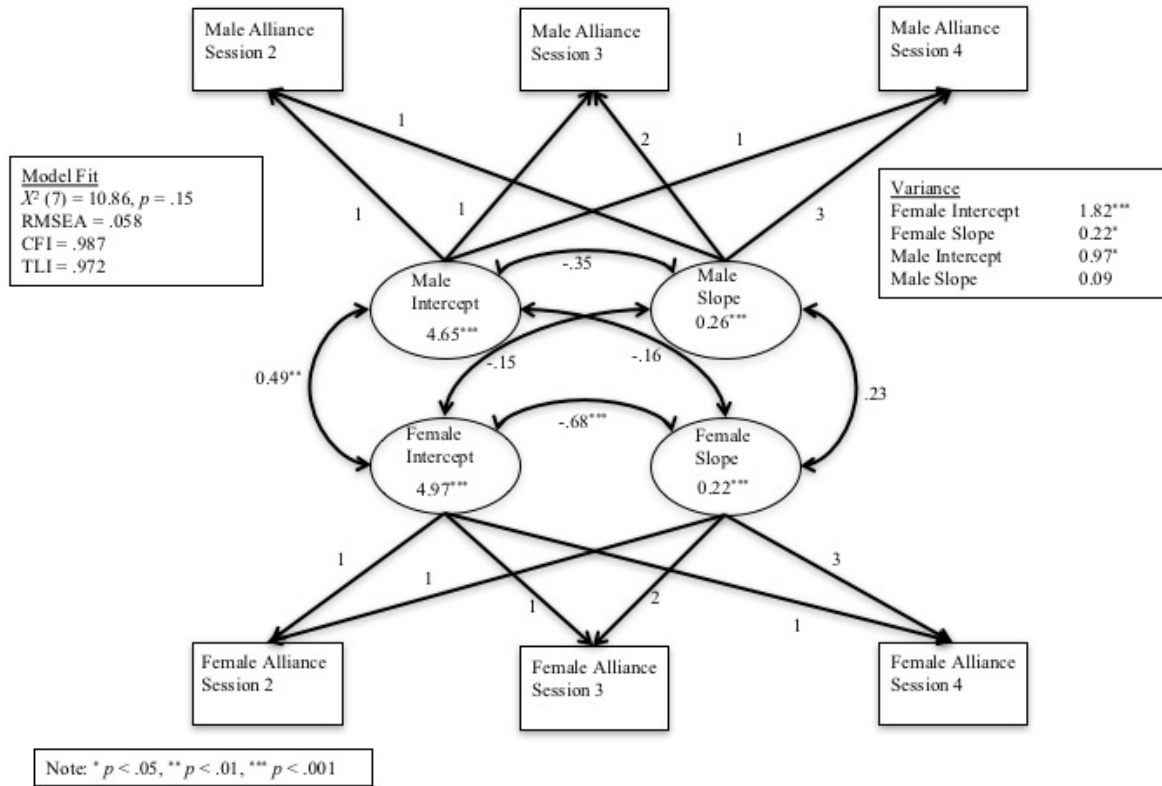 Male Alliance
Session 2
Male Alliance
Session 3
Male Alliance
Session 4
1
2
1
Model Fit
X² (7) = 10.86, p = .15
RMSEA = .058
CFI = .987
TLI = .972
1
1
3
Variance
Female Intercept 1.82***
Female Slope 0.22*
Male Intercept 0.97*
Male Slope 0.09
-.35
Male
Intercept
4.65***
Male
Slope
0.26***
0.49**
-.15
-.16
.23
-.68***
Female
Intercept
4.97***
Female
Slope
0.22***
1
1
1
2
1
3
Female Alliance
Session 2
Female Alliance
Session 3
Female Alliance
Session 4
Note: * p < .05, ** p < .01, *** p < .001